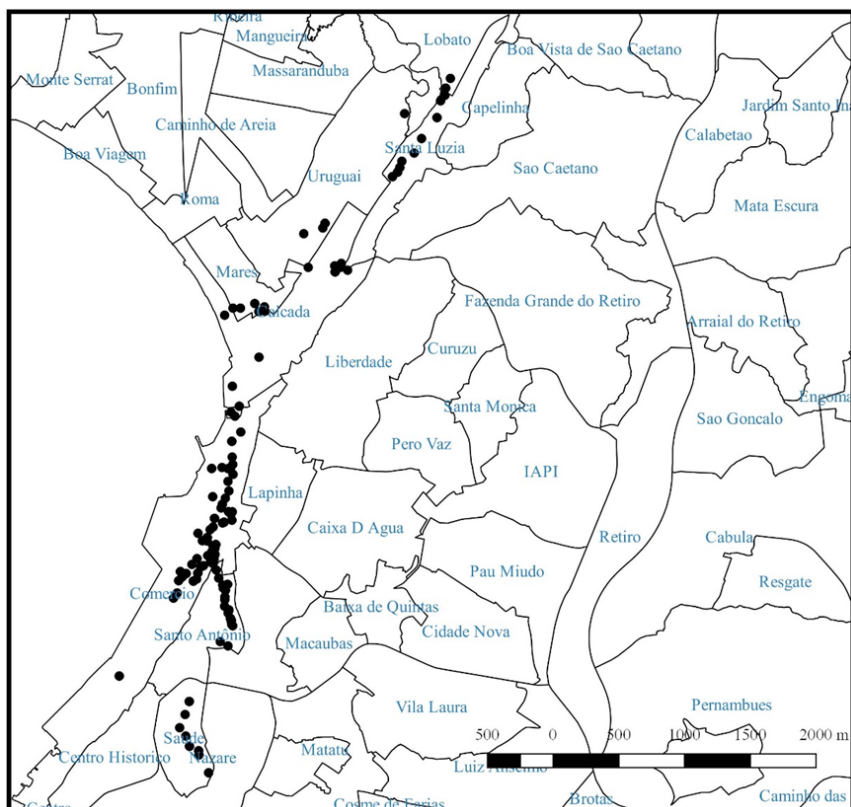 Ribeira
Mangueira
Lobato
Boa Vista de Sao Caetano
Monte Serrat
Massaranduba
Bonfim
Capelinha
Jardim Santo Ina
Caminho de Areia
Calabetao
Boa Viagem
Santa Luzia
Uruguai
Sao Caetano
Roma
Mata Escura
Mares
Fazenda Grande do Retiro
Calcada
Arraial do Retiro
Curuzu
Liberdade
Engoma
Santa Monica
Sao Goncalo
Pero Vaz
IAPI
Lapinha
Caixa D Agua
Retiro
Cabula
Pau Miudo
Resgate
Comercio
Baixa de Quintas
Santo Antônio
Macaubas
Cidade Nova
Vila Laura
Pernambues
500 0 500 1000 1500 2000 m
Saude
Centro Historico
Nazare
Matatu
Luiz Anselmo
Cosme de Farias
Brotas
Caminho das
Centro